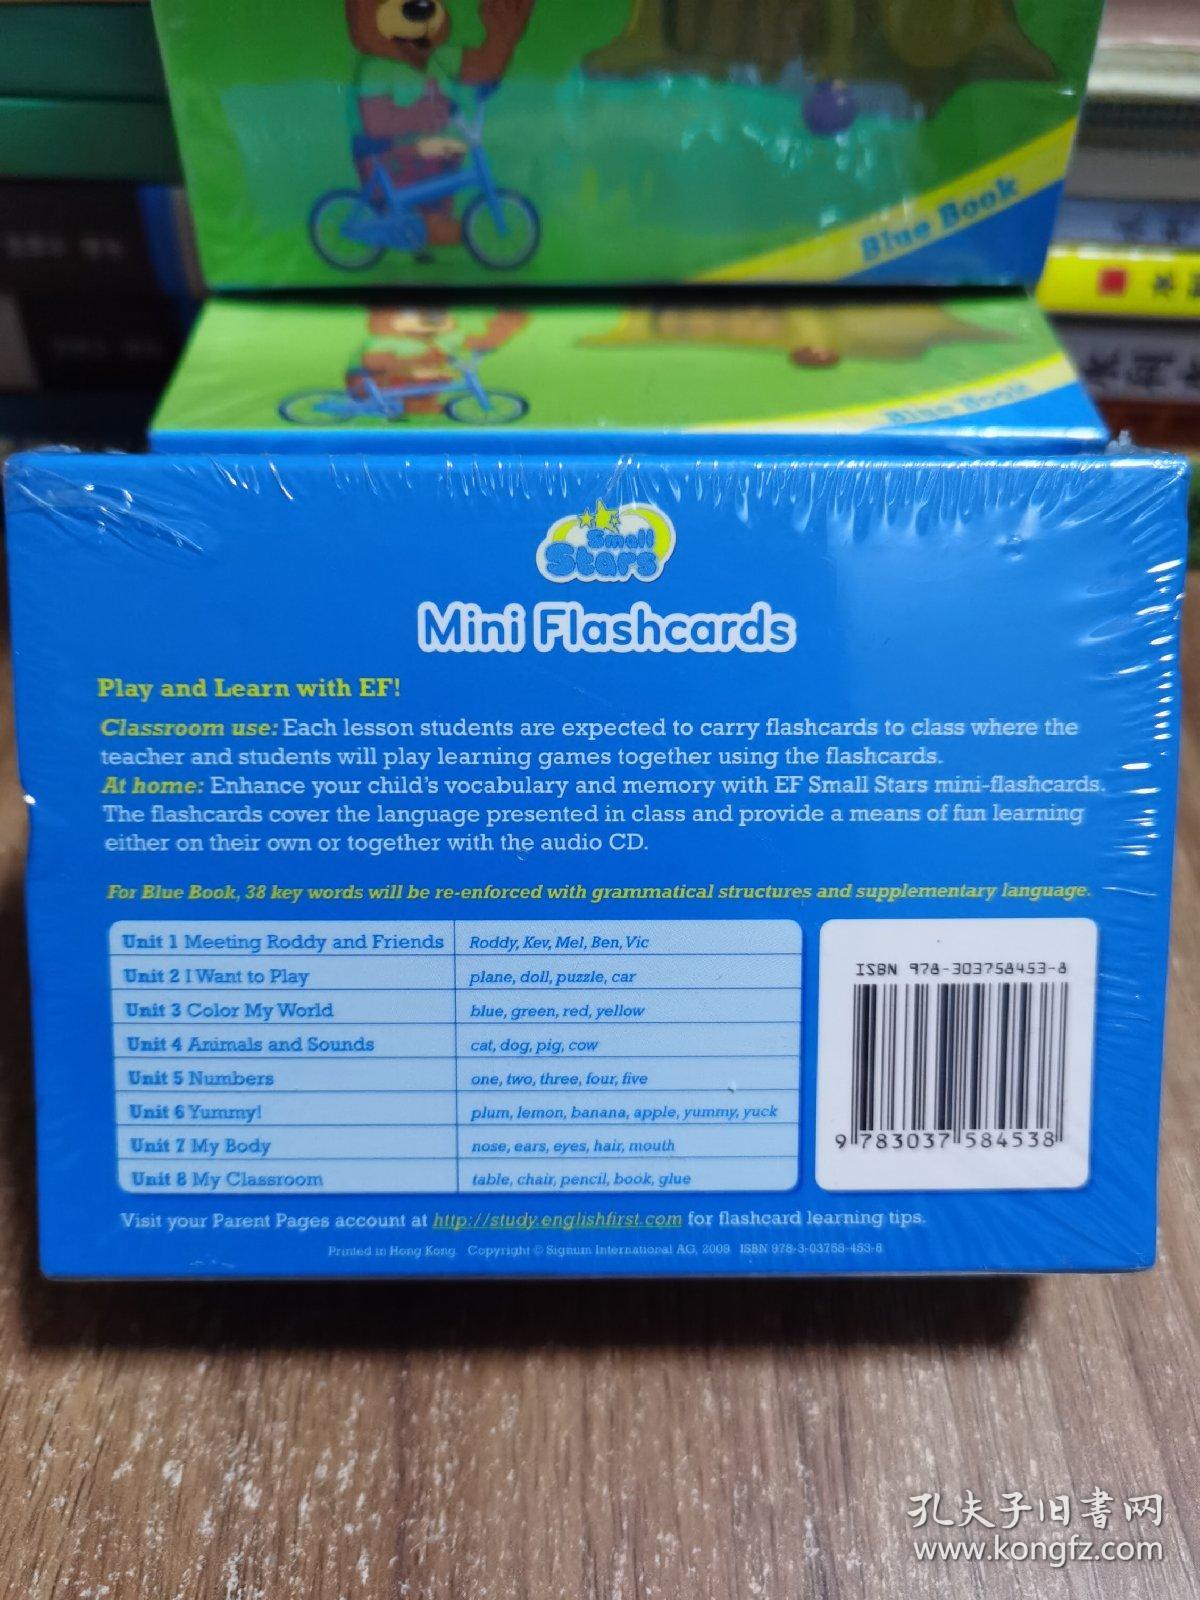 Blue Book
Blue Book
Small
Stars
Mini Flashcards
Play and Learn with EF!
Classroom use: Each lesson students are expected to carry flashcards to class where the
teacher and students will play learning games together using the flashcards.
At home: Enhance your child's vocabulary and memory with EF Small Stars mini-flashcards.
The flashcards cover the language presented in class and provide a means of fun learning
either on their own or together with the audio CD.
For Blue Book, 38 key words will be re-enforced with grammatical structures and supplementary language.
Unit 1 Meeting Roddy and Friends Roddy, Kev, Mel, Ben, Vic
Unit 2 I Want to Play plane, doll, puzzle, car
Unit 3 Color My World blue, green, red, yellow
Unit 4 Animals and Sounds cat, dog, pig, cow
Unit 5 Numbers one, two, three, four, five
Unit 6 Yummy! plum, lemon, banana, apple, yummy, yuck
Unit 7 My Body nose, ears, eyes, hair, mouth
Unit 8 My Classroom table, chair, pencil, book, glue
ISBN 978-303758453-8
9 783037 584538
Visit your Parent Pages account at http://study.englishfirst.com for flashcard learning tips.
Printed in Hong Kong Copyright © Signum International AG, 2009 ISBN 978-3-03758-453-8
孔夫子旧書网
www.kongfz.com